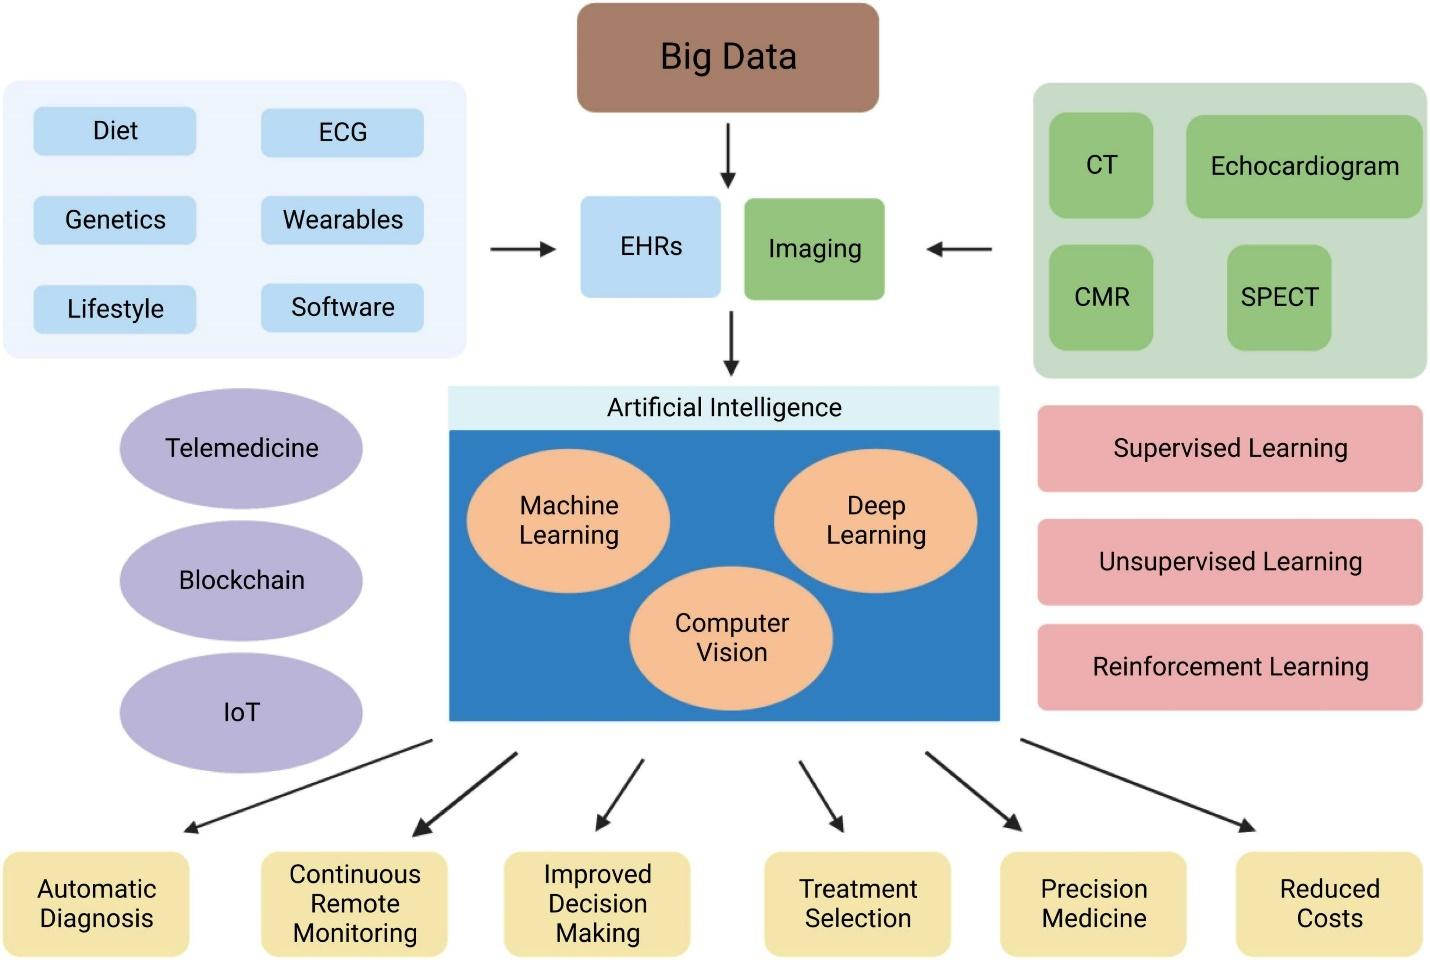 Big Data
Diet
ECG
Genetics
Wearables
Lifestyle
Software
EHRs
Imaging
CT
Echocardiogram
CMR
SPECT
Telemedicine
Blockchain
IoT
Artificial Intelligence
Machine
Learning
Deep
Learning
Computer
Vision
Supervised Learning
Unsupervised Learning
Reinforcement Learning
Automatic
Diagnosis
Continuous
Remote
Monitoring
Improved
Decision
Making
Treatment
Selection
Precision
Medicine
Reduced
Costs